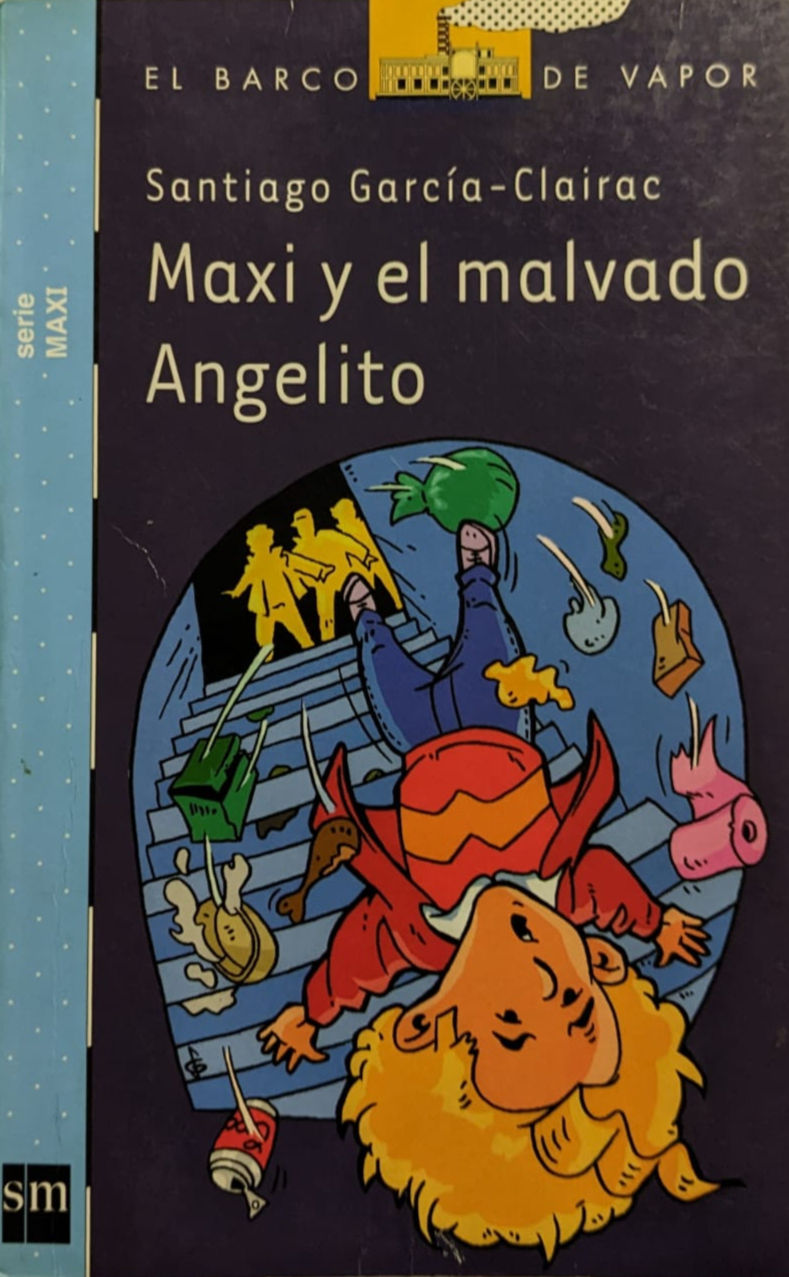 EL BARCO DE VAPOR
Santiago García-Clairac
Maxi y el malvado
Angelito
serie
MAXI
sm